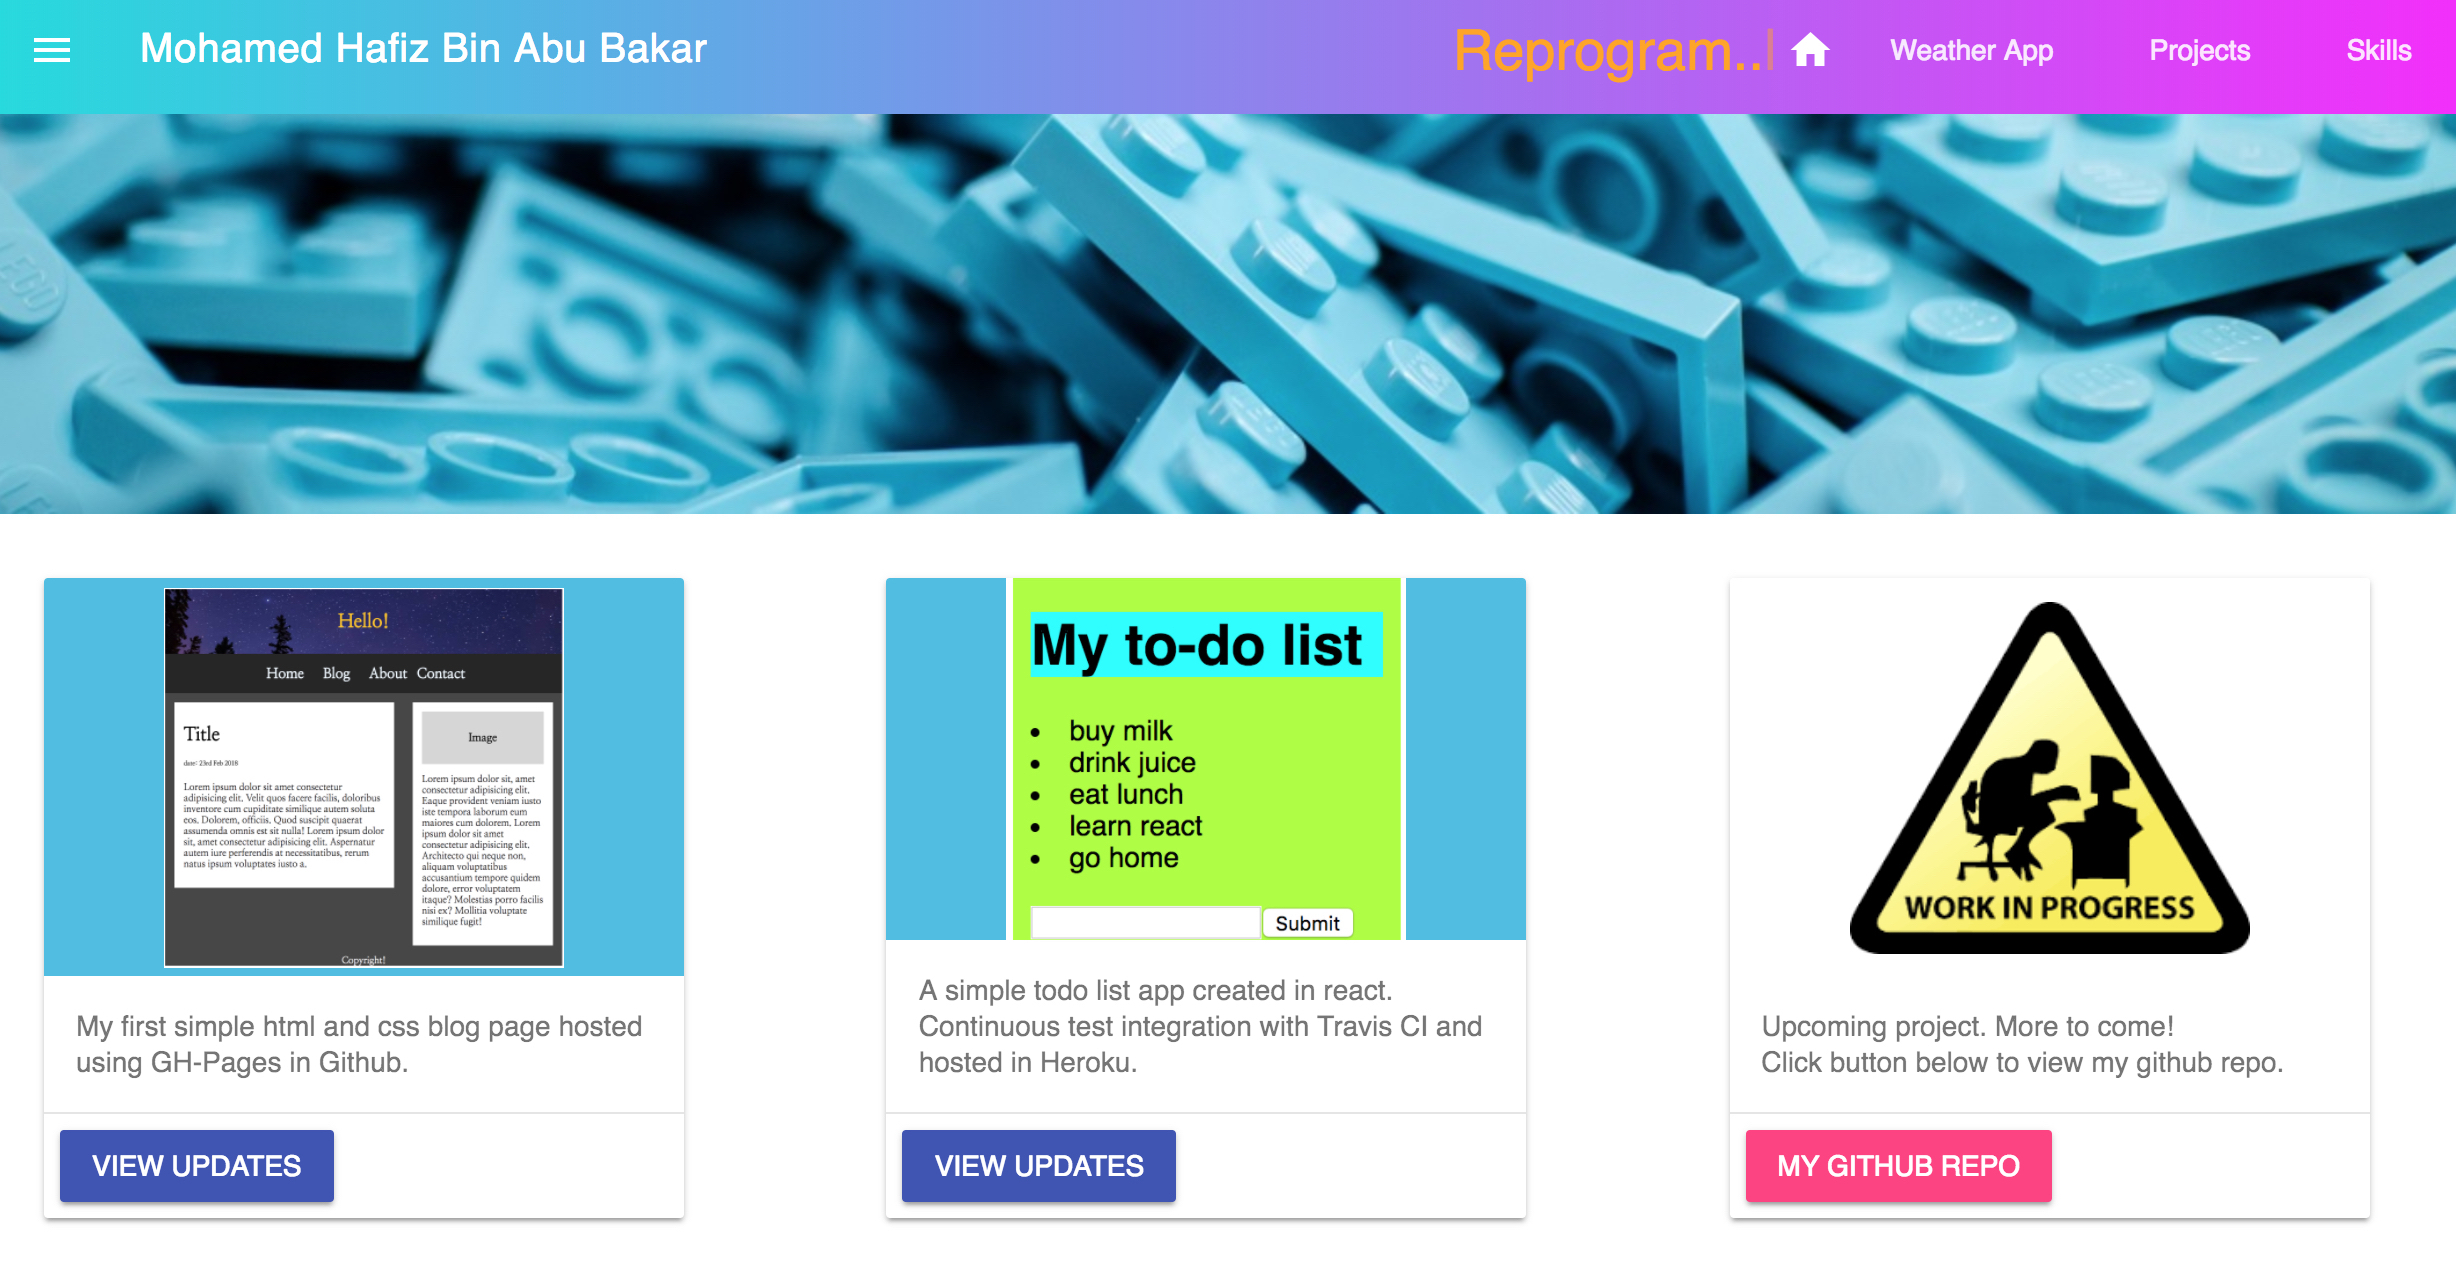 Mohamed Hafiz Bin Abu Bakar
Reprogram..
Weather App
Projects
Skills
LEGO
Hello!
Home Blog About Contact
Title
date: 23rd Feb 2018
Lorem ipsum dolor sit amet consectetur
adipisicing elit. Velit quos facere facilis, doloribus
inventore cum cupiditate similique autem soluta
eos. Dolorem, officiis. Quod suscipit quaerat
assumenda omnis est sit nulla! Lorem ipsum dolor
sit, amet consectetur adipisicing elit. Aspernatur
autem iure perferendis at necessitatibus, rerum
natus ipsum voluptates iusto a.
Image
Lorem ipsum dolor sit, amet
consectetur adipisicing elit.
Eaque provident veniam iusto
iste tempora laborum eum
maiores cum dolorem. Lorem
ipsum dolor sit amet
consectetur adipisicing elit.
Architecto qui neque non,
aliquam voluptatibus
accusantium tempore quidem
dolore, error voluptatem
itaque? Molestias porro facilis
nisi ex? Mollitia voluptate
similique fugit!
Copyright!
My first simple html and css blog page hosted
using GH-Pages in Github.
VIEW UPDATES
My to-do list
• buy milk
• drink juice
• eat lunch
• learn react
• go home
Submit
A simple todo list app created in react.
Continuous test integration with Travis CI and
hosted in Heroku.
VIEW UPDATES
WORK IN PROGRESS
Upcoming project. More to come!
Click button below to view my github repo.
MY GITHUB REPO